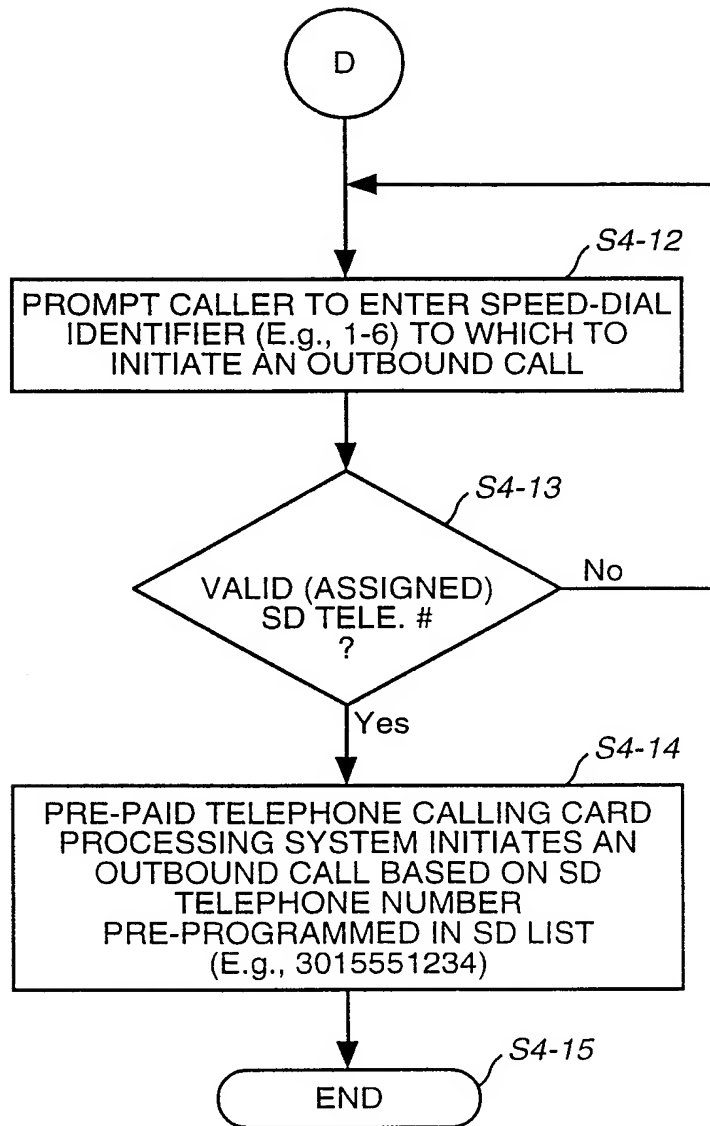 D
S4-12
PROMPT CALLER TO ENTER SPEED-DIAL
IDENTIFIER (E.g., 1-6) TO WHICH TO
INITIATE AN OUTBOUND CALL
S4-13
VALID (ASSIGNED)
SD TELE. #
?
No
Yes
S4-14
PRE-PAID TELEPHONE CALLING CARD
PROCESSING SYSTEM INITIATES AN
OUTBOUND CALL BASED ON SD
TELEPHONE NUMBER
PRE-PROGRAMMED IN SD LIST
(E.g., 3015551234)
S4-15
END